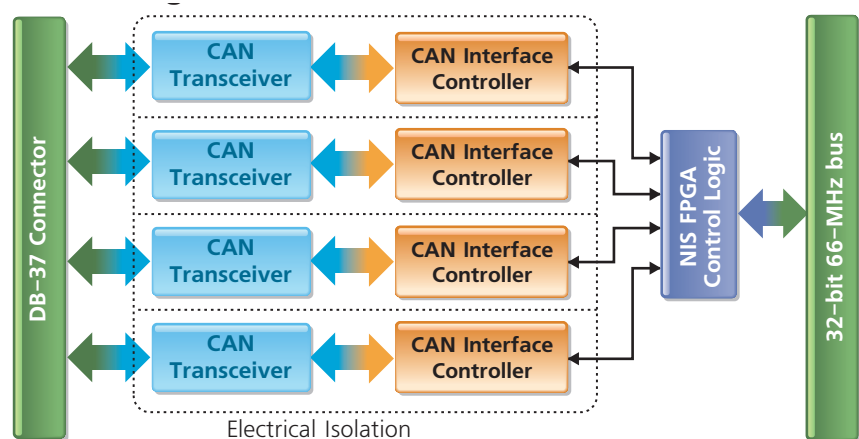 DB-37 Connector
CAN
Transceiver
CAN Interface
Controller
CAN
Transceiver
CAN Interface
Controller
CAN
Transceiver
CAN Interface
Controller
CAN
Transceiver
CAN Interface
Controller
NIS FPGA
Control Logic
32-bit 66-MHz bus
Electrical Isolation